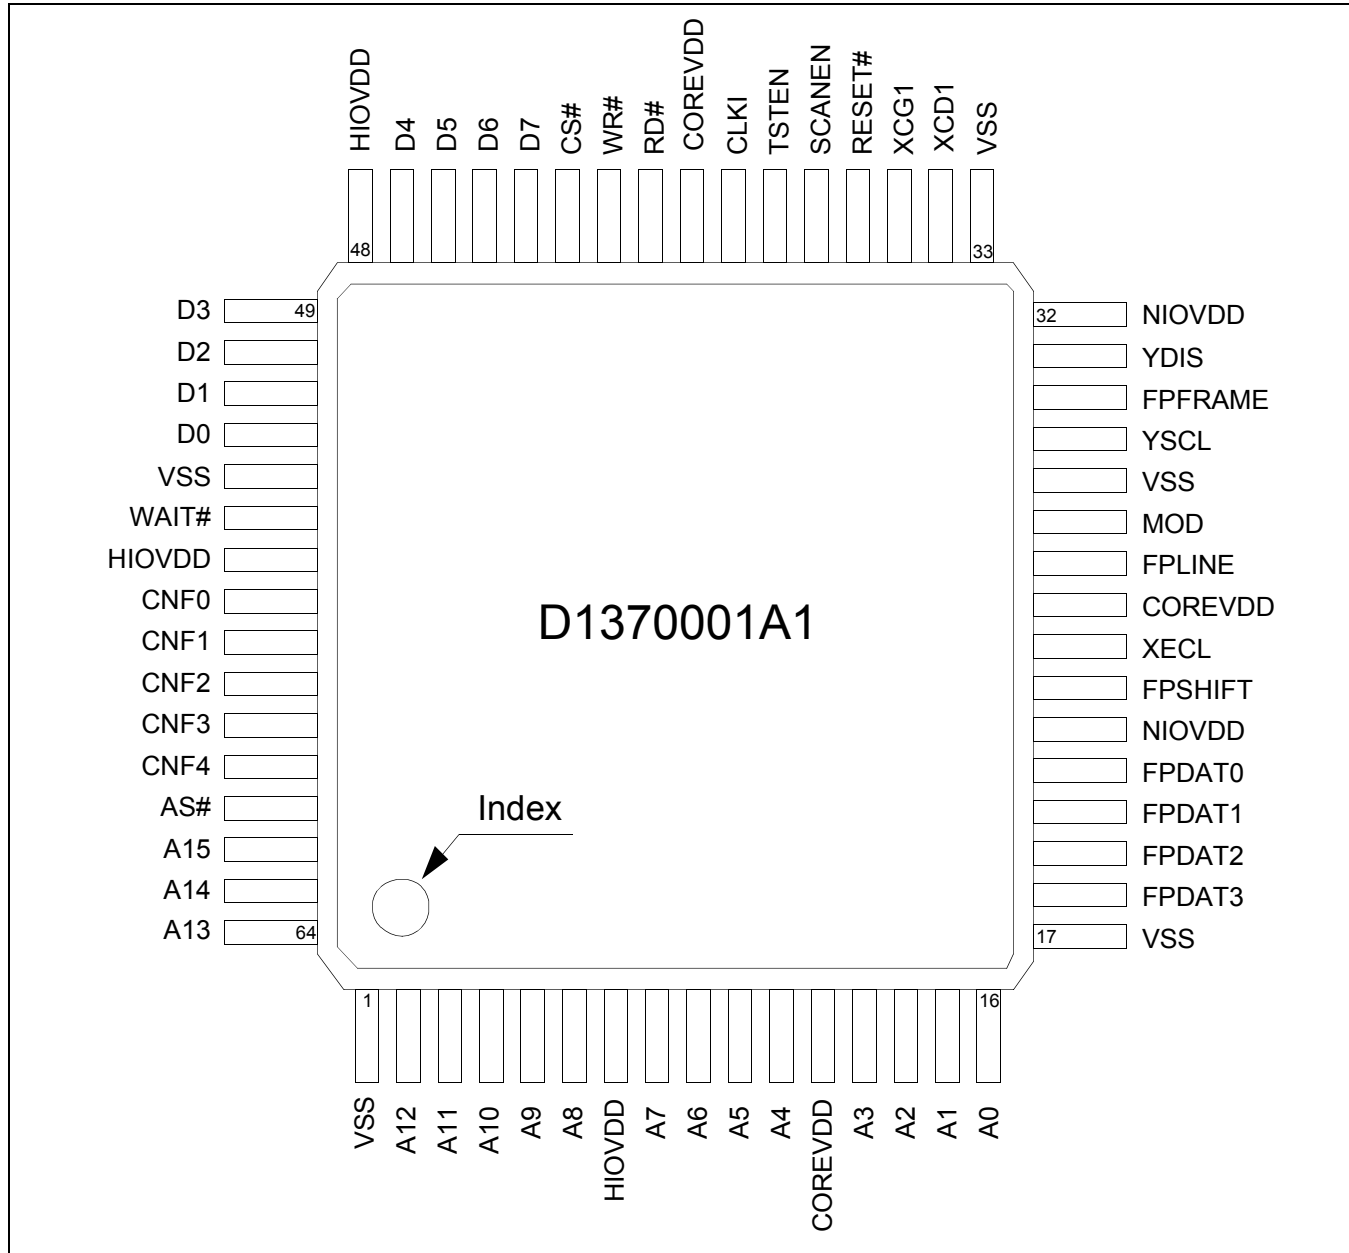 HIOVDD
D4
D5
D6
D7
CS#
WR#
RD#
COREVDD
CLKI
TSTEN
SCANEN
RESET#
XCG1
XCD1
VSS
48
33
D3
49
D2
D1
D0
VSS
WAIT#
HIOVDD
CNF0
CNF1
CNF2
CNF3
CNF4
AS#
A15
A14
A13
64
D1370001A1
Index
32
NIOVDD
YDIS
FPFRAME
YSCL
VSS
MOD
FPLINE
COREVDD
XECL
FPSHIFT
NIOVDD
FPDAT0
FPDAT1
FPDAT2
FPDAT3
17
VSS
1
16
VSS
A12
A11
A10
A9
A8
HIOVDD
A7
A6
A5
A4
COREVDD
A3
A2
A1
A0